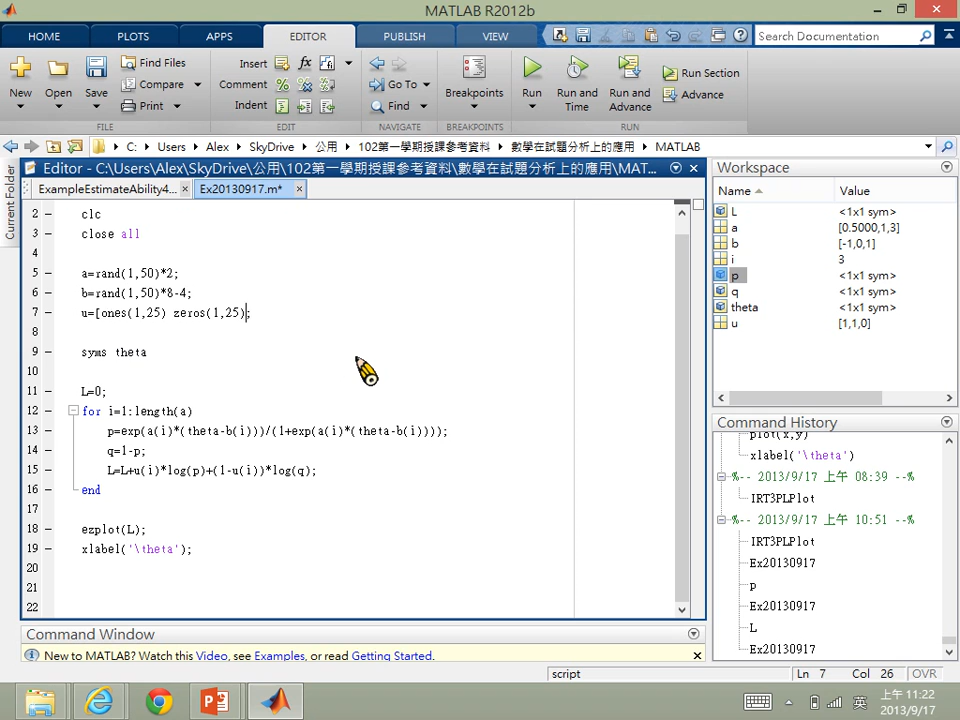 MATLAB R2012b
HOME PLOTS APPS EDITOR PUBLISH VIEW Search Documentation
New Open Save Find Files Compare Print Insert fx Comment Indent Go To Find Breakpoints Run Run and Time Run and Advance Run Section Advance
FILE EDIT NAVIGATE BREAKPOINTS RUN
C: Users Alex SkyDrive 公用 102第一學期授課參考資料 數學在試題分析上的應用 MATLAB
Current Folder
Editor - C:\Users\Alex\SkyDrive\公用\102第一學期授課參考資料\數學在試題分析上的應用\MAT...
ExampleEstimateAbility4... × Ex20130917.m* ×
2 - clc
3 - close all
4
5 - a=rand(1,50)*2;
6 - b=rand(1,50)*8-4;
7 - u=[ones(1,25) zeros(1,25);
8
9 - syms theta
10
11 - L=0;
12 - for i=1:length(a)
13 - p=exp(a(i)*(theta-b(i)))/(1+exp(a(i)*(theta-b(i))));
14 - q=1-p;
15 - L=L+u(i)*log(p)+(1-u(i))*log(q);
16 - end
17
18 - ezplot(L);
19 - xlabel('\theta');
20
21
22
Command Window
New to MATLAB? Watch this Video, see Examples, or read Getting Started.
Workspace
Name Value
L <1x1 sym>
a [0.5000,1,3]
b [-1,0,1]
i 3
p <1x1 sym>
q <1x1 sym>
theta <1x1 sym>
u [1,1,0]
Command History
plot(x,y)
xlabel('\theta')
%-- 2013/9/17 上午 08:39 --%
IRT3PLPlot
%-- 2013/9/17 上午 10:51 --%
IRT3PLPlot
Ex20130917
p
Ex20130917
L
Ex20130917
script Ln 7 Col 26 OVR
英
上午 11:22
2013/9/17